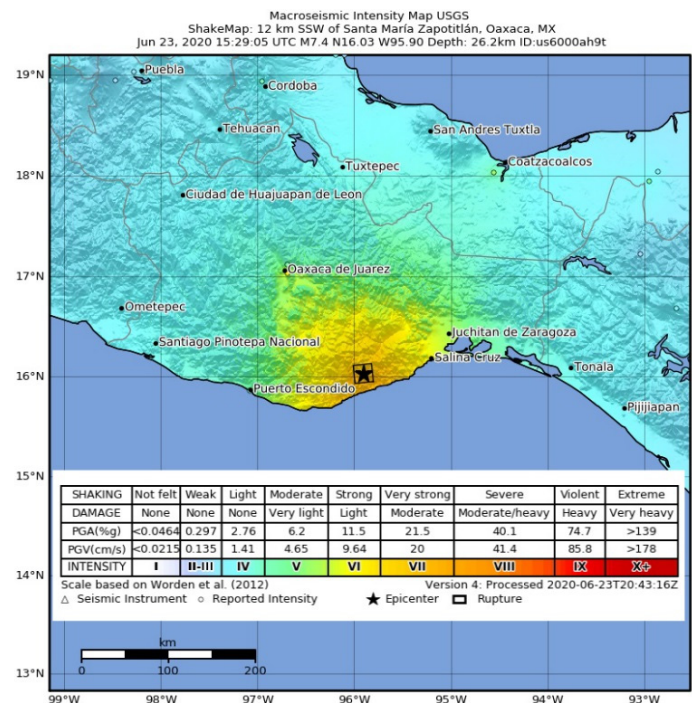 Macroseismic Intensity Map USGS
ShakeMap: 12 km SSW of Santa María Zapotitlán, Oaxaca, MX
Jun 23, 2020 15:29:05 UTC M7.4 N16.03 W95.90 Depth: 26.2km ID:us6000ah9t
19°N
Puebla
Cordoba
Tehuacan
San Andres Tuxtla
Tuxtepec
Coatzacoalcos
18°N
Ciudad de Huajuapan de Leon
17°N
Oaxaca de Juarez
Ometepec
Santiago Pinotepa Nacional
Juchitan de Zaragoza
Salina Cruz
16°N
Tonala
Puerto Escondido
Pijijiapan
15°N
SHAKING Not felt Weak Light Moderate Strong Very strong Severe Violent Extreme
DAMAGE None None None Very light Light Moderate Moderate/heavy Heavy Very heavy
PGA(%g) <0.0464 0.297 2.76 6.2 11.5 21.5 40.1 74.7 >139
PGV(cm/s) <0.0215 0.135 1.41 4.65 9.64 20 41.4 85.8 >178
INTENSITY I II-III IV V VI VII VIII IX X+
Scale based on Worden et al. (2012) Version 4: Processed 2020-06-23T20:43:16Z
△ Seismic Instrument ○ Reported Intensity ★ Epicenter □ Rupture
14°N
km
0 100 200
13°N
99°W 98°W 97°W 96°W 95°W 94°W 93°W